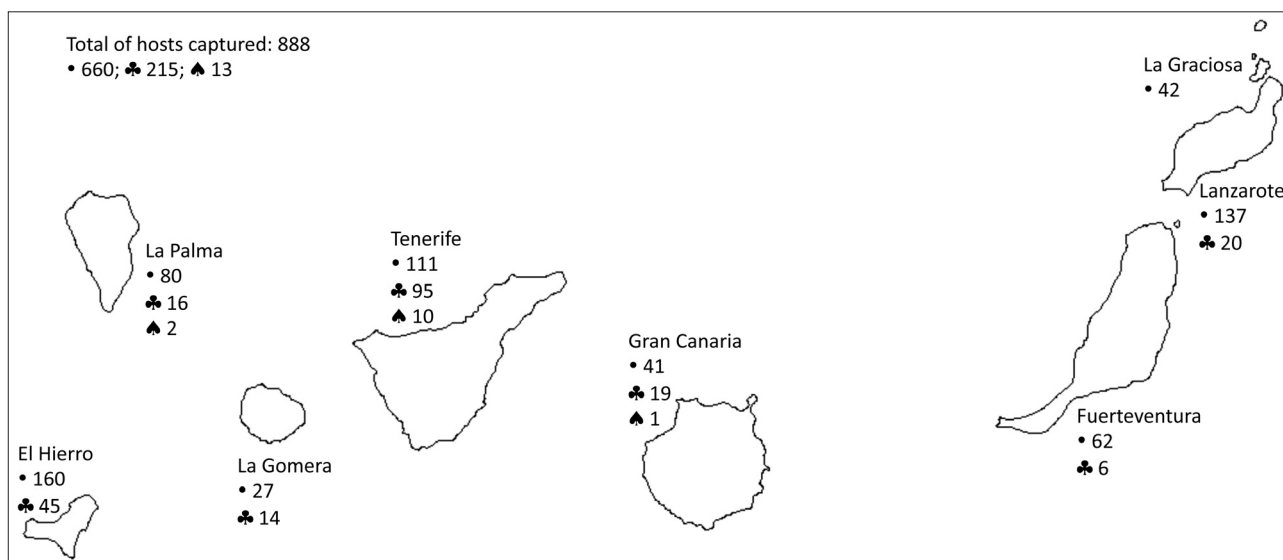 Total of hosts captured: 888
• 660; ♣ 215; ♠ 13
La Graciosa
• 42
Lanzarote
• 137
♣ 20
La Palma
• 80
♣ 16
♠ 2
Tenerife
• 111
♣ 95
♠ 10
Gran Canaria
• 41
♣ 19
♠ 1
Fuerteventura
• 62
♣ 6
El Hierro
• 160
♣ 45
La Gomera
• 27
♣ 14